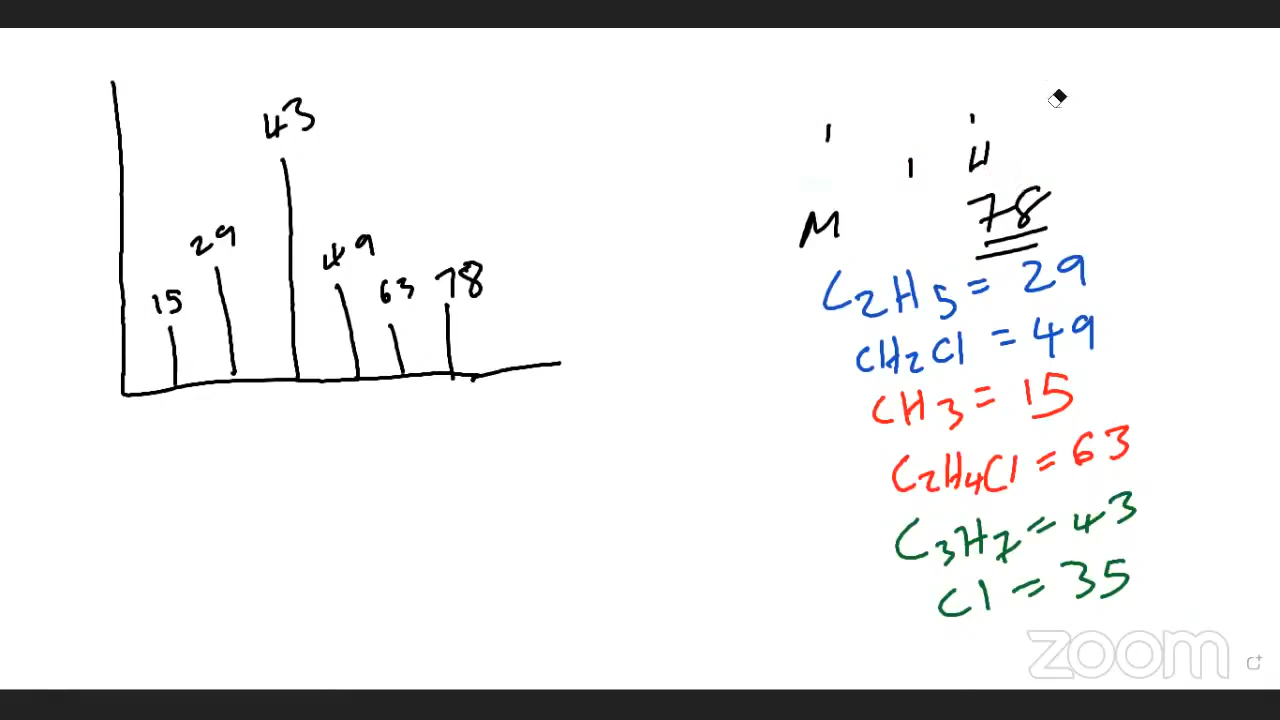 43
29
49
15
63
78
H
M
78
C2H5 = 29
CH2Cl = 49
CH3 = 15
C2H4Cl = 63
C3H7 = 43
Cl = 35
zoom